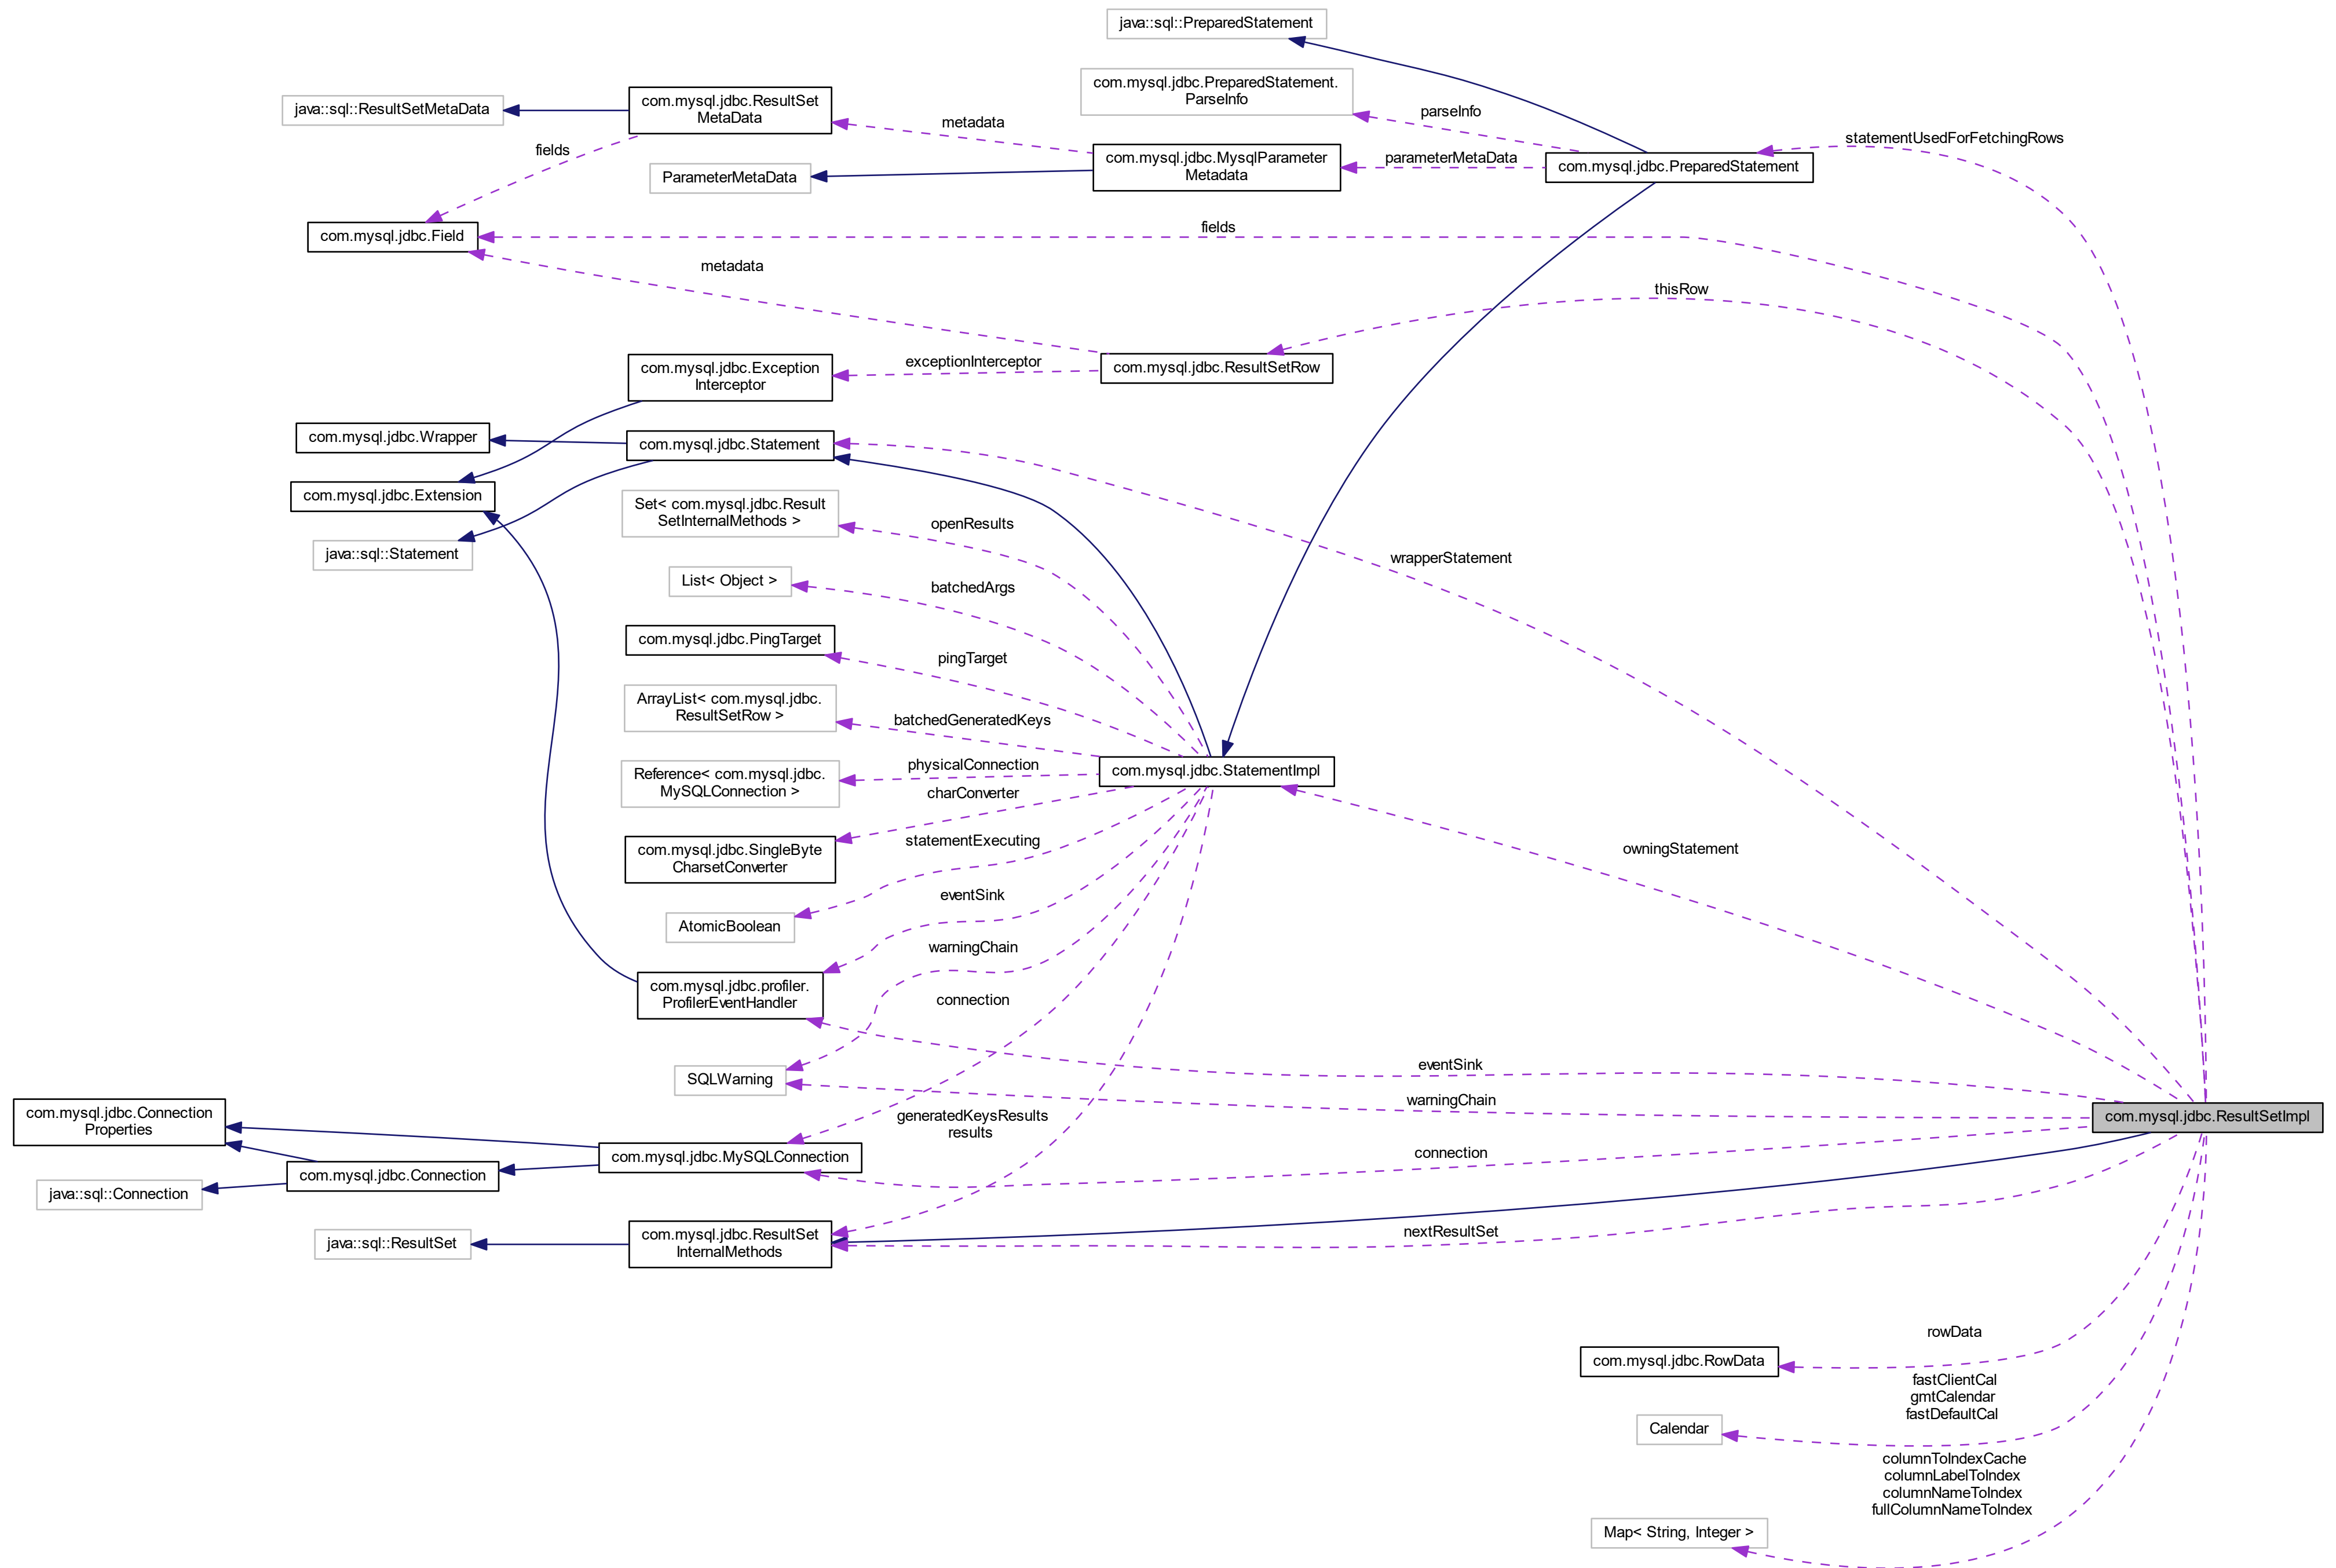 java::sql::PreparedStatement
com.mysql.jdbc.PreparedStatement.
ParseInfo
java::sql::ResultSetMetaData
com.mysql.jdbc.ResultSet
MetaData
metadata
parseInfo
statementUsedForFetchingRows
fields
com.mysql.jdbc.MysqlParameter
Metadata
parameterMetaData
com.mysql.jdbc.PreparedStatement
ParameterMetaData
com.mysql.jdbc.Field
fields
metadata
thisRow
com.mysql.jdbc.Exception
Interceptor
exceptionInterceptor
com.mysql.jdbc.ResultSetRow
com.mysql.jdbc.Wrapper
com.mysql.jdbc.Statement
com.mysql.jdbc.Extension
Set< com.mysql.jdbc.Result
SetInternalMethods >
openResults
java::sql::Statement
wrapperStatement
List< Object >
batchedArgs
com.mysql.jdbc.PingTarget
pingTarget
ArrayList< com.mysql.jdbc.
ResultSetRow >
batchedGeneratedKeys
Reference< com.mysql.jdbc.
MySQLConnection >
physicalConnection
com.mysql.jdbc.StatementImpl
charConverter
com.mysql.jdbc.SingleByte
CharsetConverter
statementExecuting
owningStatement
AtomicBoolean
eventSink
warningChain
com.mysql.jdbc.profiler.
ProfilerEventHandler
connection
SQLWarning
eventSink
warningChain
com.mysql.jdbc.ResultSetImpl
com.mysql.jdbc.Connection
Properties
generatedKeysResults
results
com.mysql.jdbc.MySQLConnection
connection
com.mysql.jdbc.Connection
java::sql::Connection
java::sql::ResultSet
com.mysql.jdbc.ResultSet
InternalMethods
nextResultSet
rowData
com.mysql.jdbc.RowData
fastClientCal
gmtCalendar
fastDefaultCal
Calendar
columnToIndexCache
columnLabelToIndex
columnNameToIndex
fullColumnNameToIndex
Map< String, Integer >